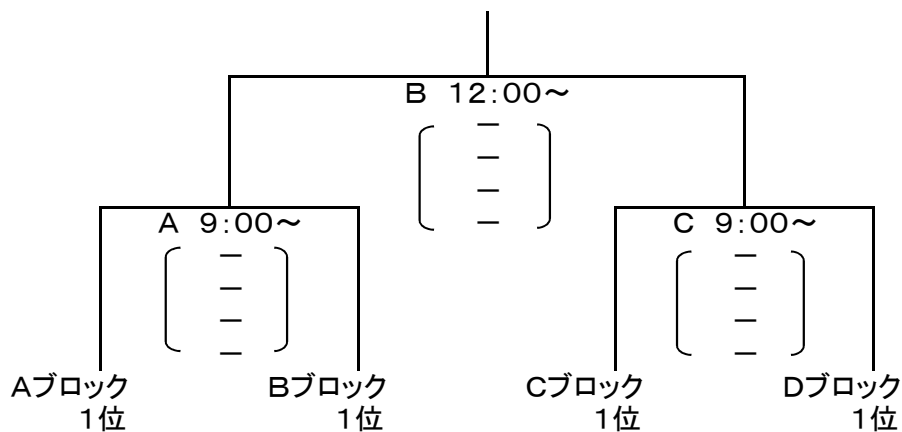 B 12:00~
–
–
–
–
A 9:00~
–
–
–
–
C 9:00~
–
–
–
–
Aブロック
1位
Bブロック
1位
Cブロック
1位
Dブロック
1位